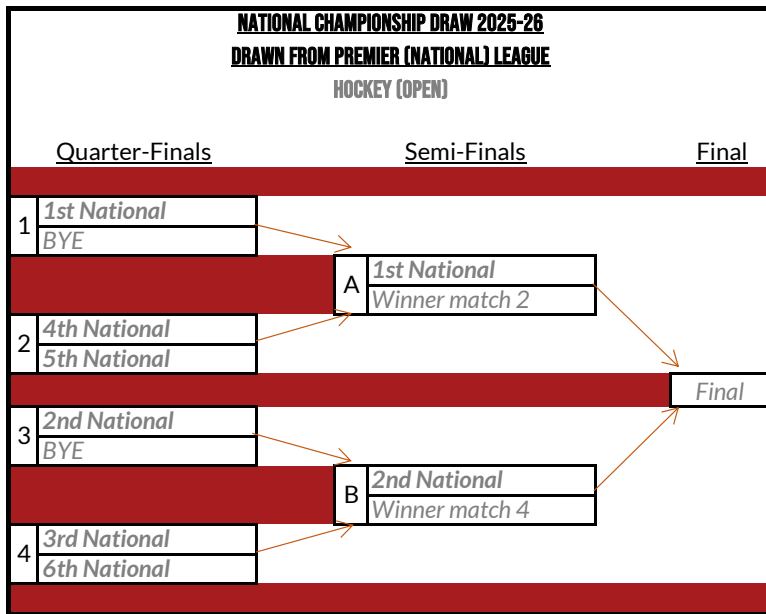 NATIONAL CHAMPIONSHIP DRAW 2025-26
DRAWN FROM PREMIER (NATIONAL) LEAGUE
HOCKEY (OPEN)
Quarter-Finals Semi-Finals Final
1 1st National
BYE
A 1st National
Winner match 2
2 4th National
5th National
Final
3 2nd National
BYE
B 2nd National
Winner match 4
4 3rd National
6th National